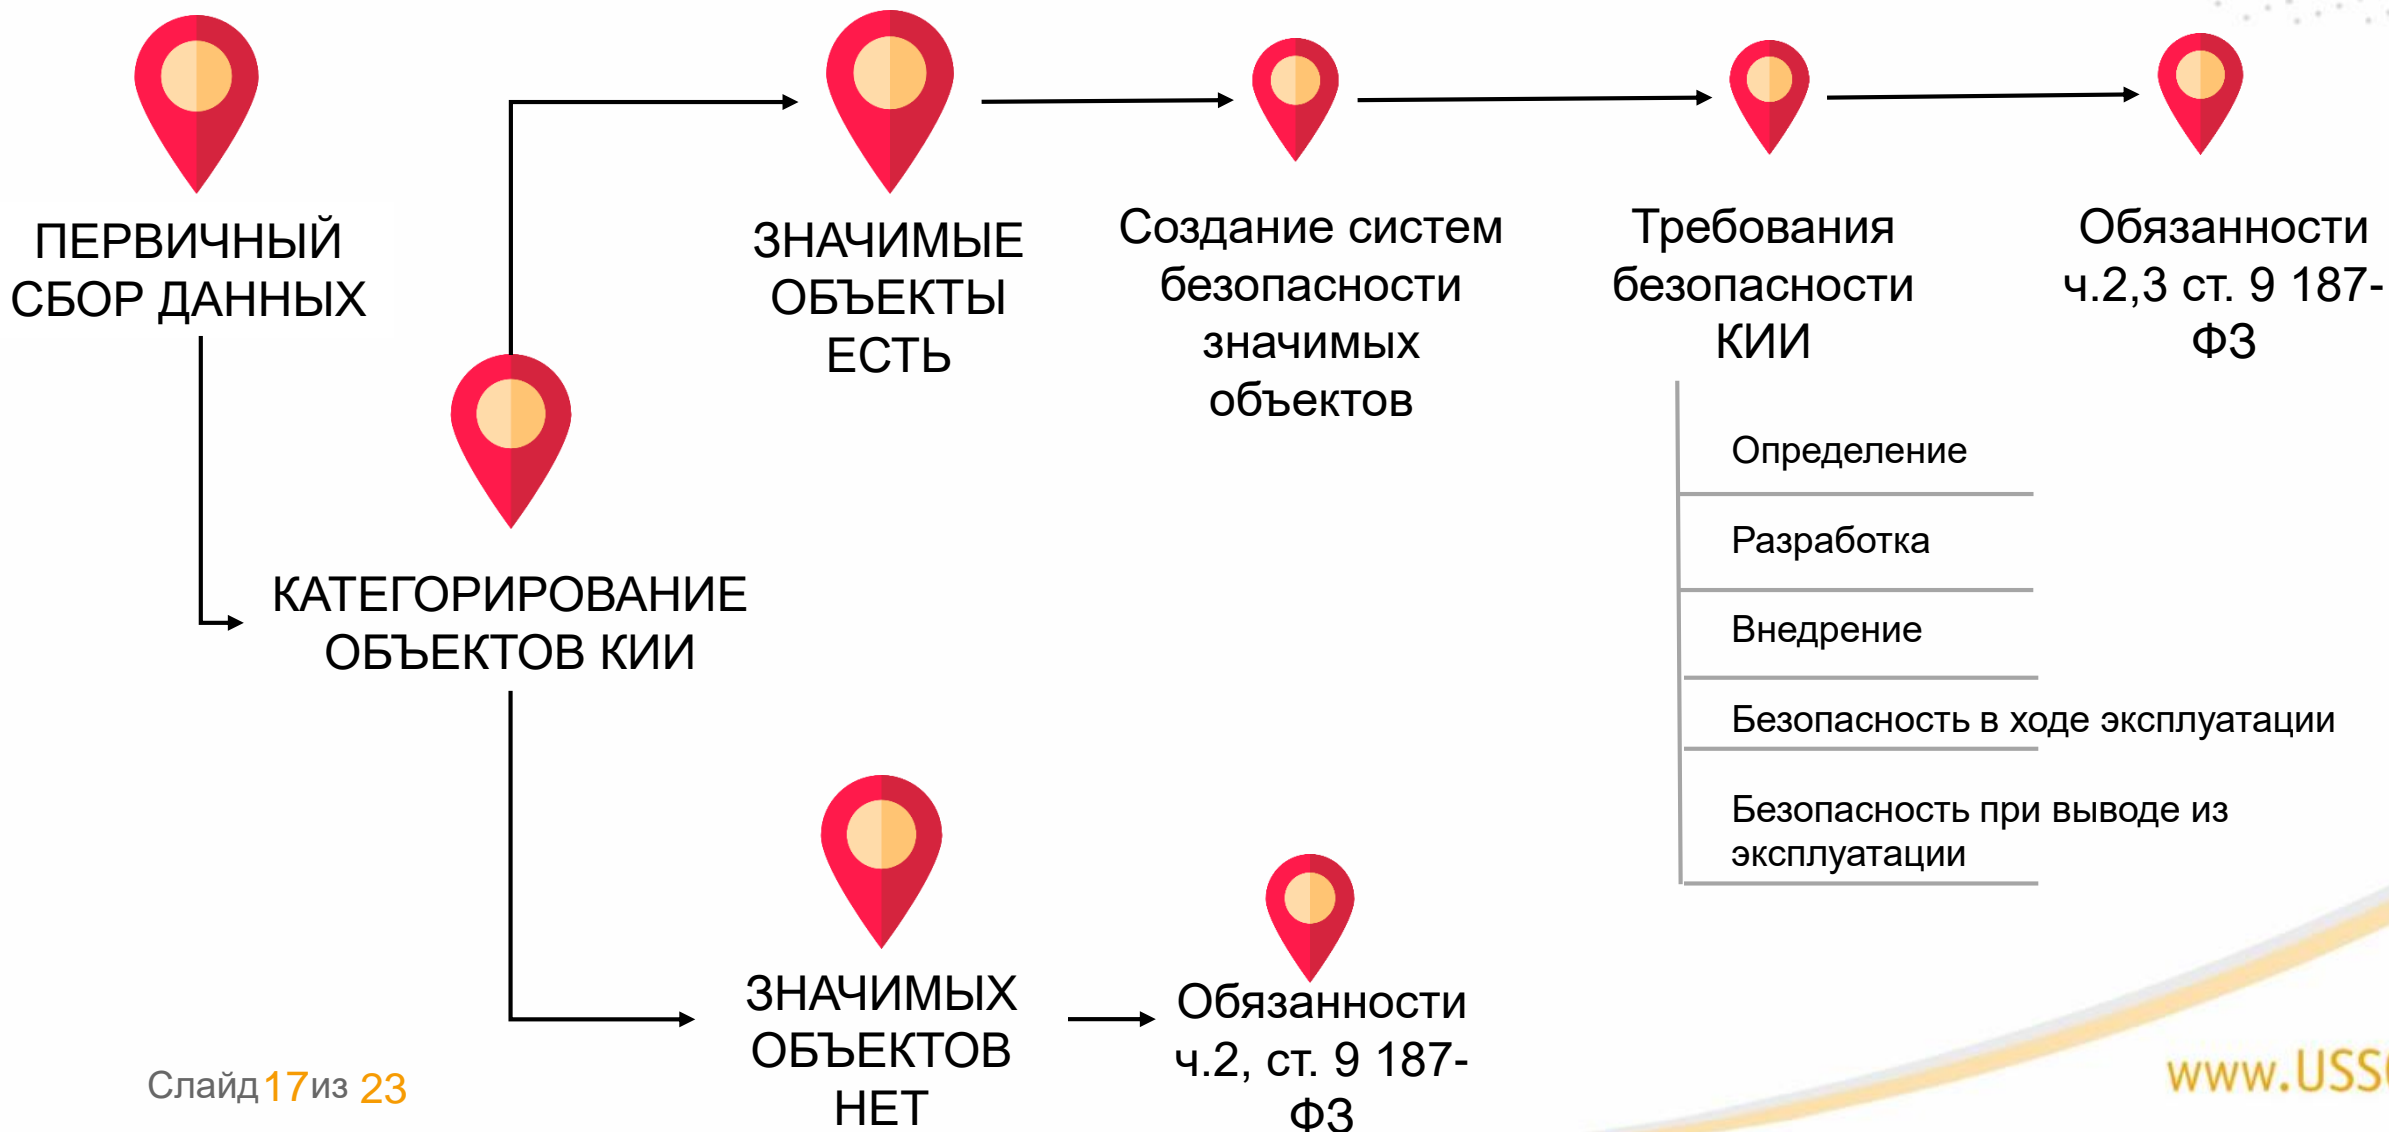 ПЕРВИЧНЫЙ
СБОР ДАННЫХ
КАТЕГОРИРОВАНИЕ
ОБЪЕКТОВ КИИ
ЗНАЧИМЫЕ
ОБЪЕКТЫ
ЕСТЬ
Создание систем
безопасности
значимых
объектов
Требования
безопасности
КИИ
Определение
Разработка
Внедрение
Безопасность в ходе эксплуатации
Безопасность при выводе из
эксплуатации
Обязанности
ч.2,3 ст. 9 187-
ФЗ
ЗНАЧИМЫХ
ОБЪЕКТОВ
НЕТ
Обязанности
ч.2, ст. 9 187-
ФЗ
Слайд 17 из 23
www.USS